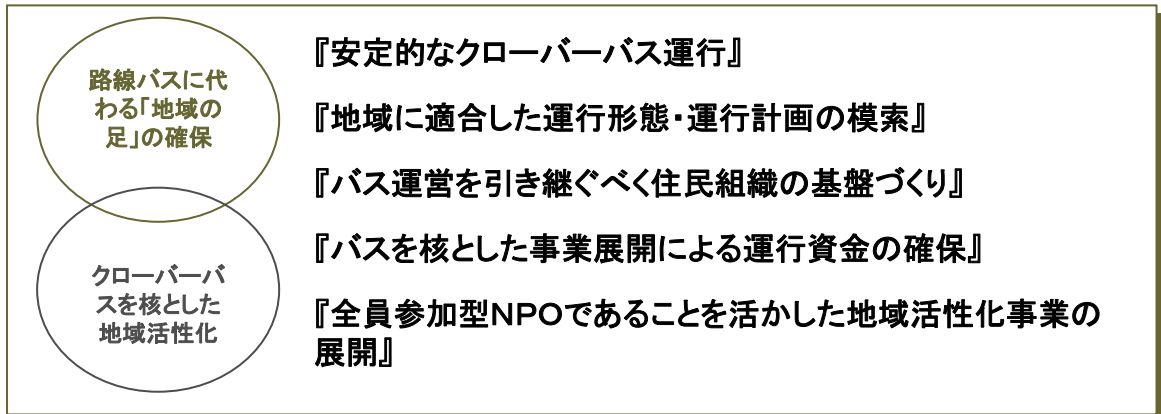 路線バスに代
わる「地域の
足」の確保
クローバーバ
スを核とした
地域活性化
『安定的なクローバーバス運行』
『地域に適合した運行形態・運行計画の模索』
『バス運営を引き継ぐべく住民組織の基盤づくり』
『バスを核とした事業展開による運行資金の確保』
『全員参加型NPOであることを活かした地域活性化事業の
展開』